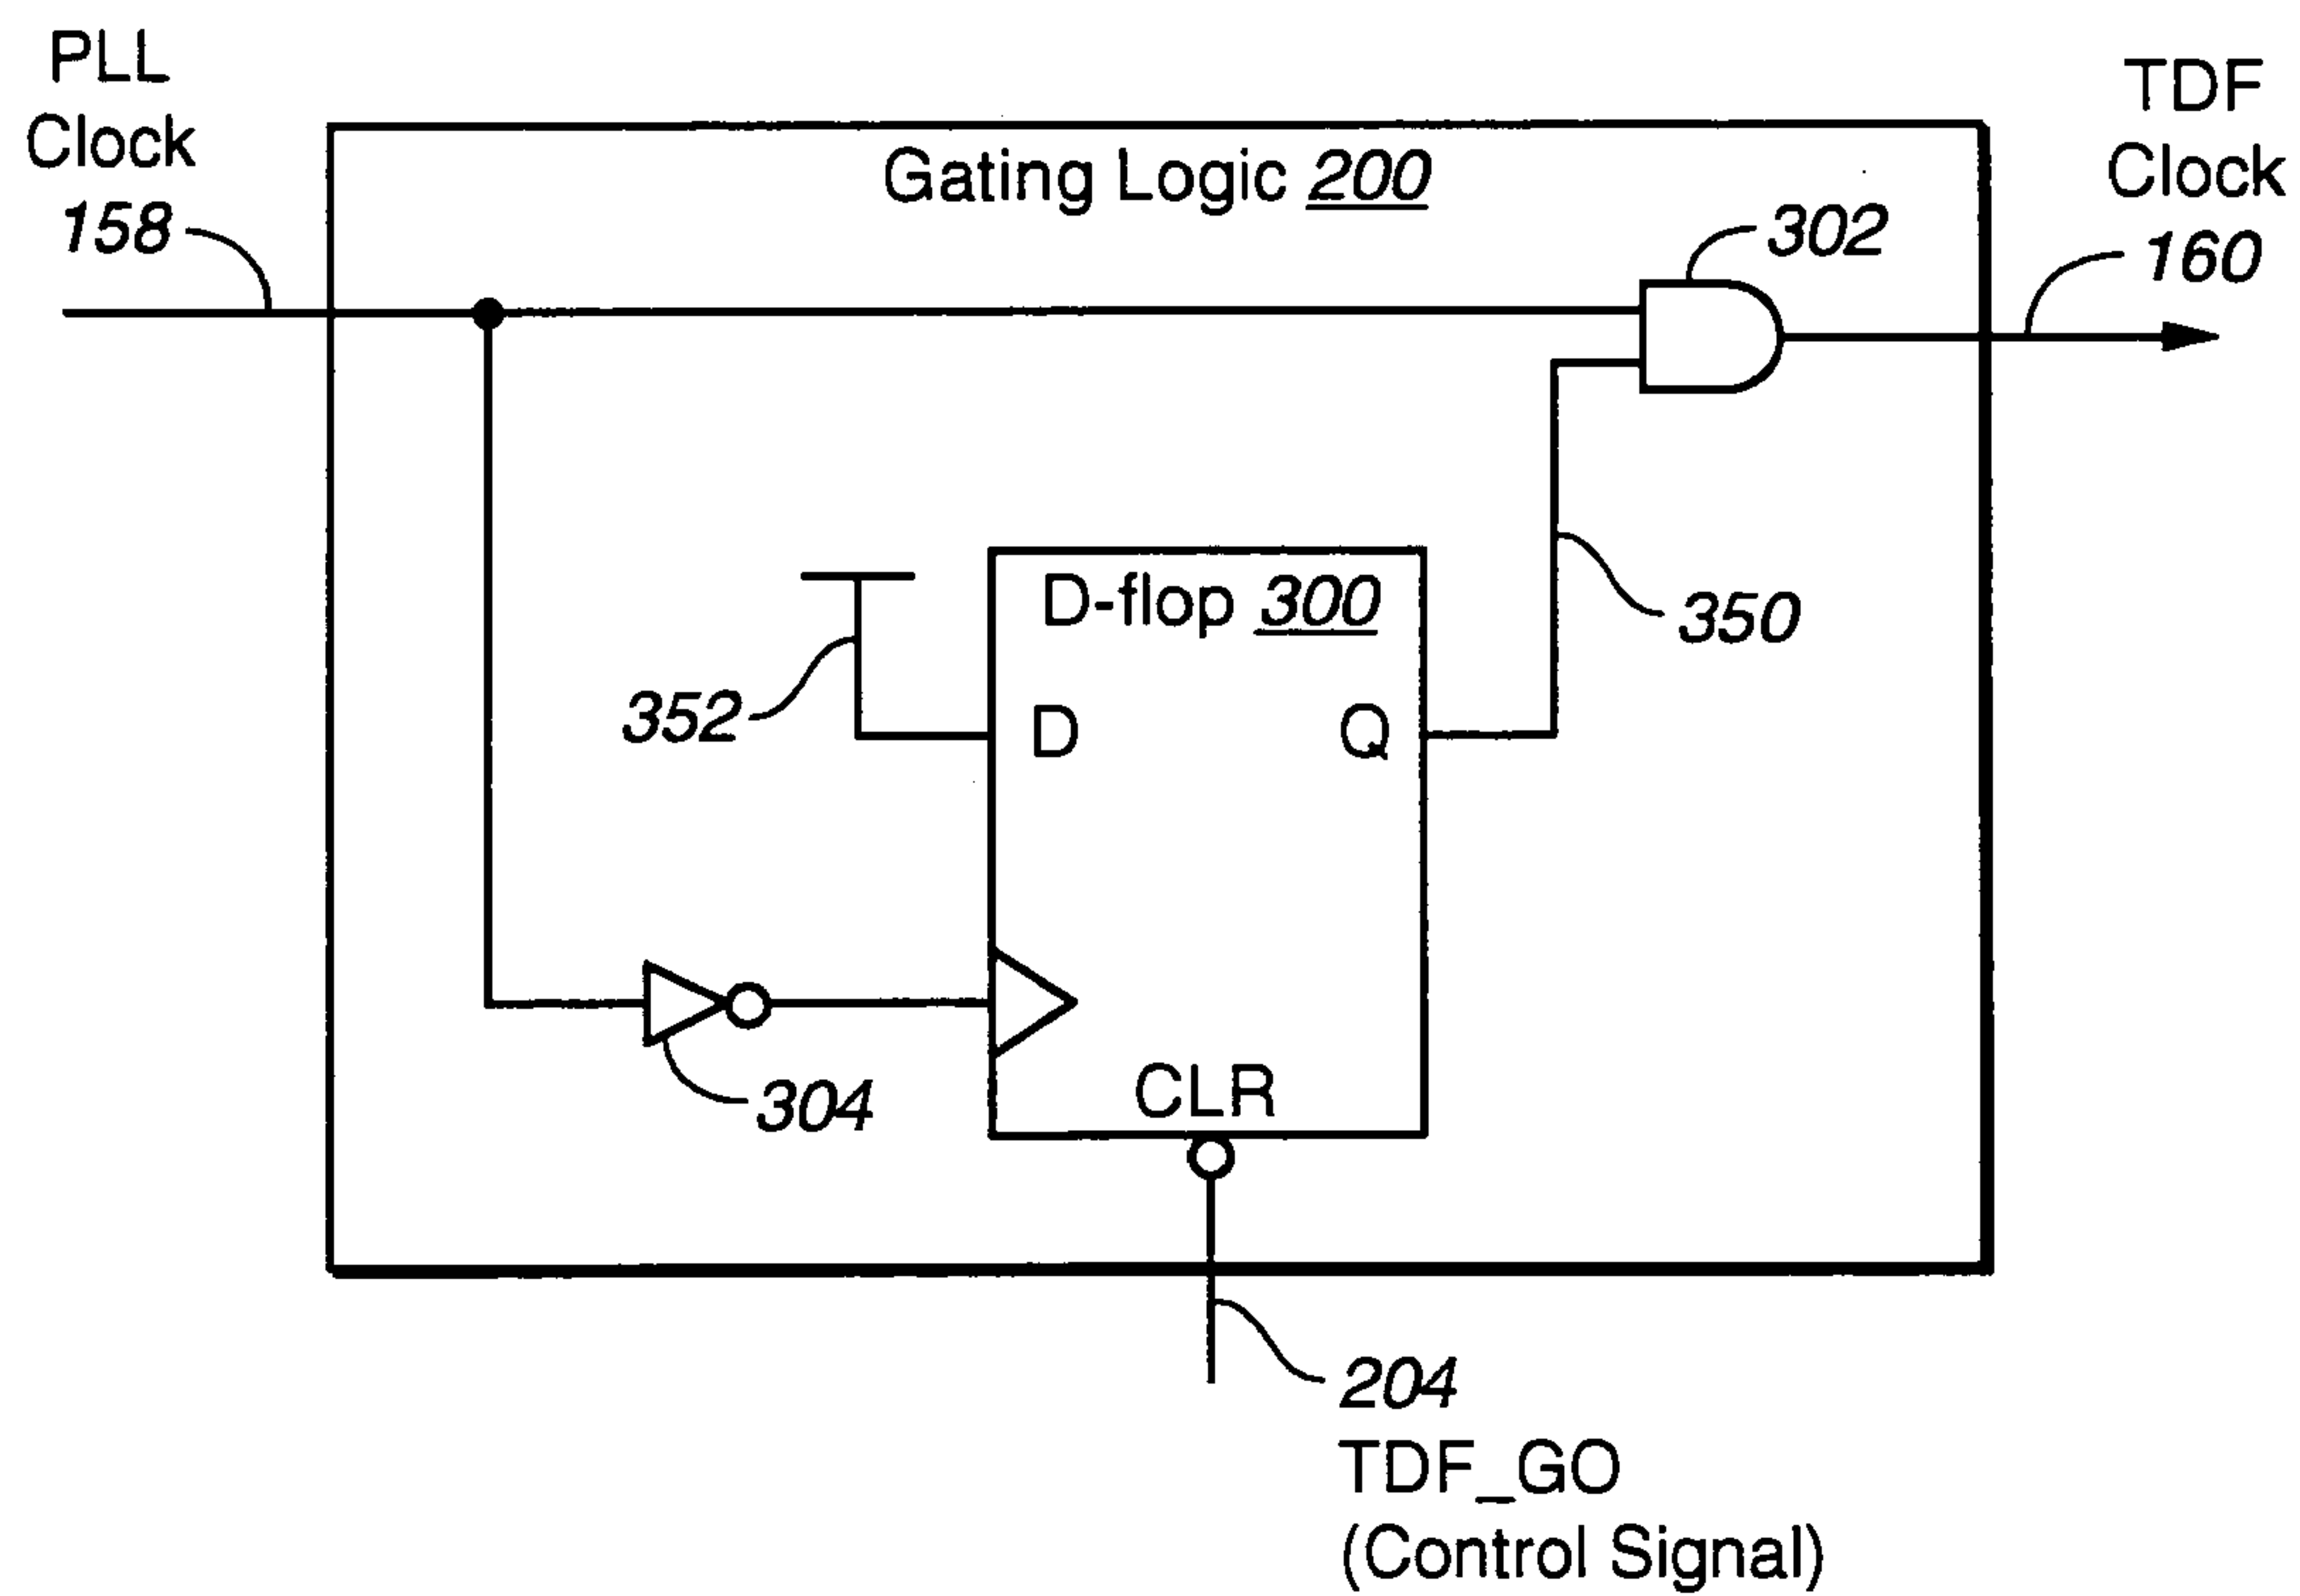 PLL
Clock
158
Gating Logic 200
TDF
Clock
160
302
D-flop 300
350
352
D
Q
304
CLR
204
TDF_GO
(Control Signal)